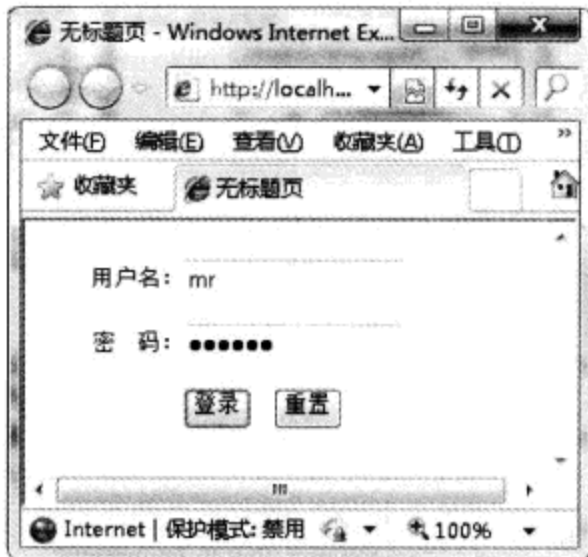 无标题页 - Windows Internet Ex...
http://localh...
文件(F) 编辑(E) 查看(V) 收藏夹(A) 工具(T) »
收藏夹 无标题页
用户名: mr
密 码: ●●●●●●
登录 重置
Internet | 保护模式: 禁用 100%